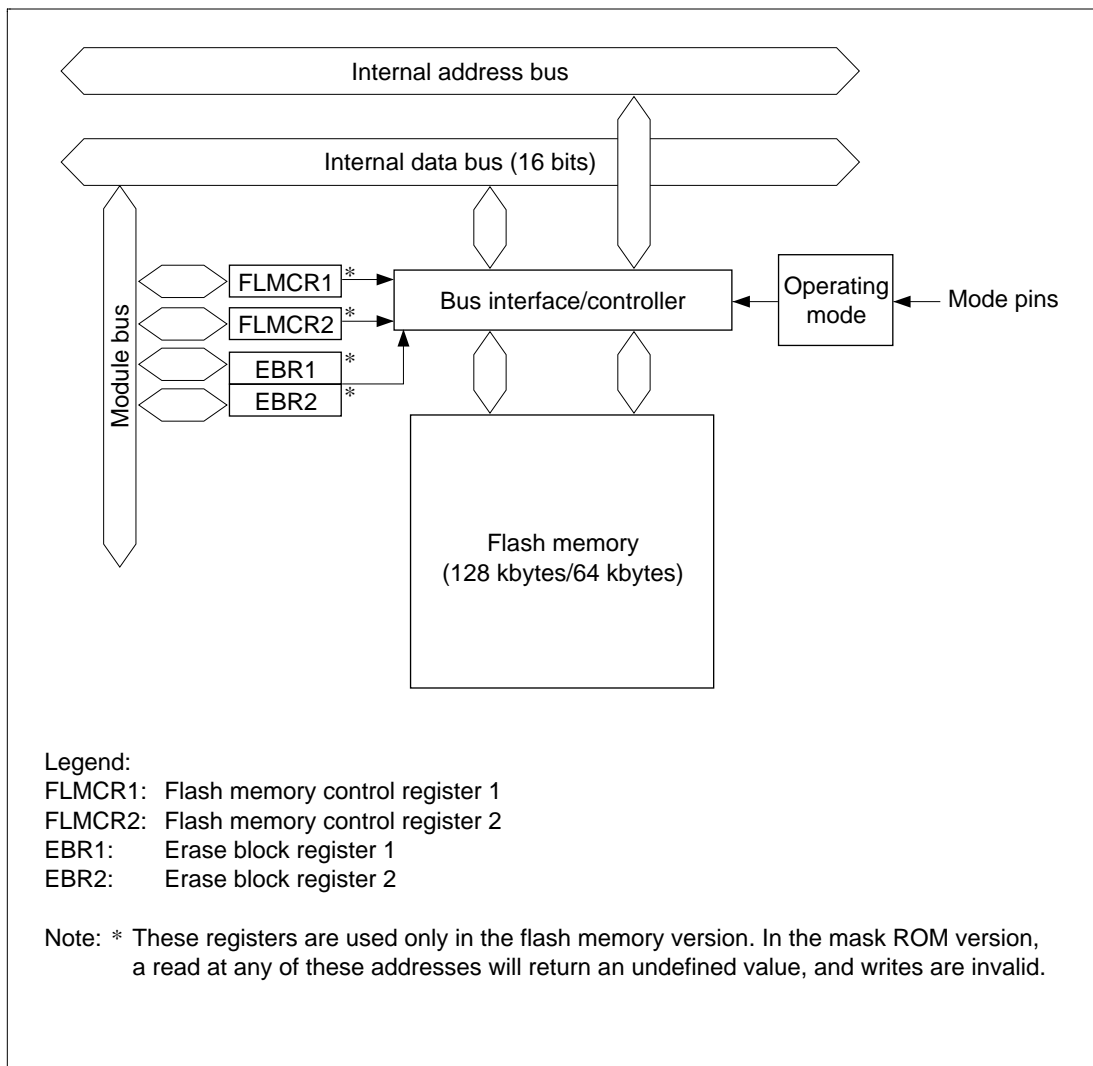 Internal address bus
Internal data bus (16 bits)
Module bus
FLMCR1 *
FLMCR2 *
EBR1 *
EBR2 *
Bus interface/controller
Operating
mode
Mode pins
Flash memory
(128 kbytes/64 kbytes)
Legend:
FLMCR1: Flash memory control register 1
FLMCR2: Flash memory control register 2
EBR1: Erase block register 1
EBR2: Erase block register 2
Note: * These registers are used only in the flash memory version. In the mask ROM version,
a read at any of these addresses will return an undefined value, and writes are invalid.